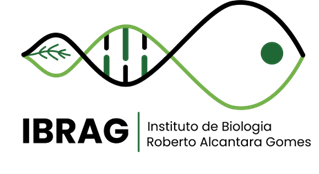 IBRAG
Instituto de Biologia
Roberto Alcantara Gomes